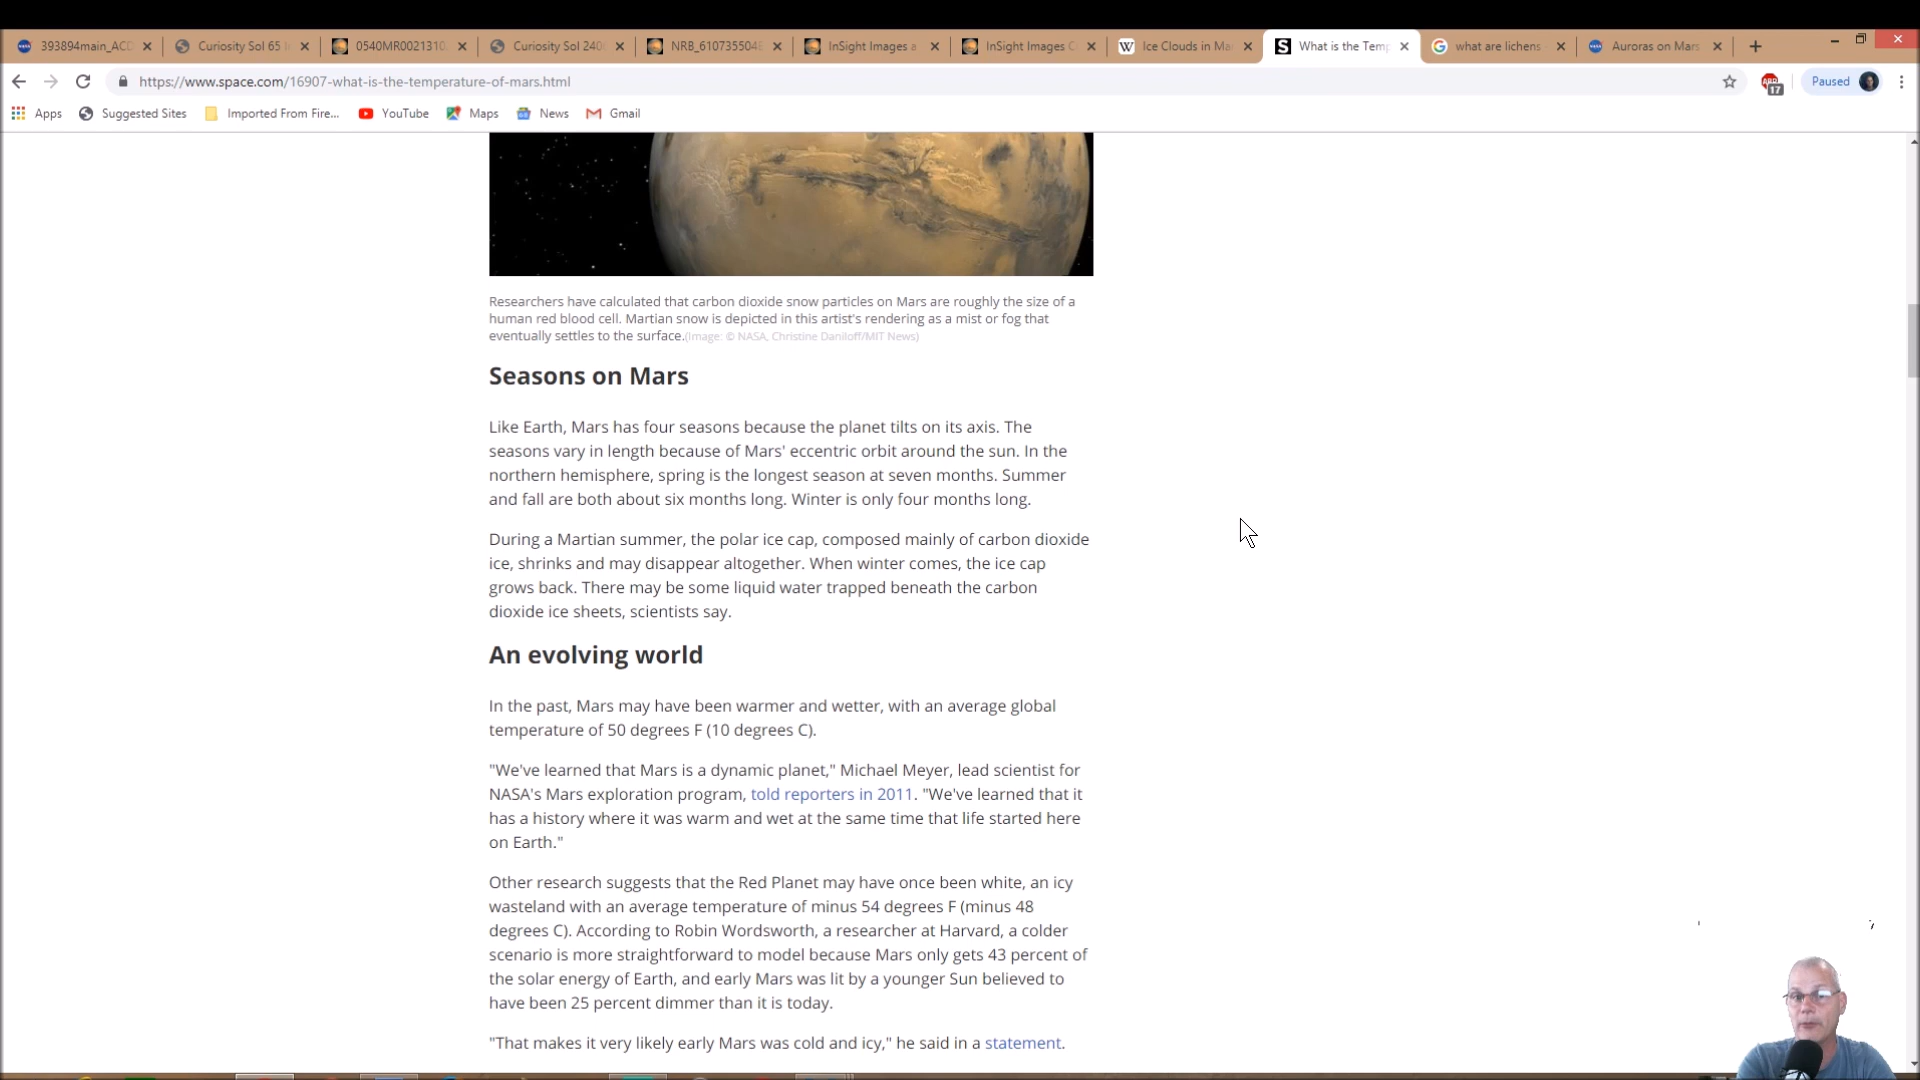 393894main_ACD
Curiosity Sol 65 I
0540MR0021310
Curiosity Sol 240
NRB_610735504
InSight Images a
InSight Images C
Ice Clouds in Ma
What is the Temp
what are lichens
Auroras on Mars
https://www.space.com/16907-what-is-the-temperature-of-mars.html
17
Paused
Apps
Suggested Sites
Imported From Fire...
YouTube
Maps
News
Gmail
Researchers have calculated that carbon dioxide snow particles on Mars are roughly the size of a
human red blood cell. Martian snow is depicted in this artist's rendering as a mist or fog that
eventually settles to the surface.(Image: © NASA, Christine Daniloff/MIT News)
Seasons on Mars
Like Earth, Mars has four seasons because the planet tilts on its axis. The
seasons vary in length because of Mars' eccentric orbit around the sun. In the
northern hemisphere, spring is the longest season at seven months. Summer
and fall are both about six months long. Winter is only four months long.
During a Martian summer, the polar ice cap, composed mainly of carbon dioxide
ice, shrinks and may disappear altogether. When winter comes, the ice cap
grows back. There may be some liquid water trapped beneath the carbon
dioxide ice sheets, scientists say.
An evolving world
In the past, Mars may have been warmer and wetter, with an average global
temperature of 50 degrees F (10 degrees C).
"We've learned that Mars is a dynamic planet," Michael Meyer, lead scientist for
NASA's Mars exploration program, told reporters in 2011. "We've learned that it
has a history where it was warm and wet at the same time that life started here
on Earth."
Other research suggests that the Red Planet may have once been white, an icy
wasteland with an average temperature of minus 54 degrees F (minus 48
degrees C). According to Robin Wordsworth, a researcher at Harvard, a colder
scenario is more straightforward to model because Mars only gets 43 percent of
the solar energy of Earth, and early Mars was lit by a younger Sun believed to
have been 25 percent dimmer than it is today.
"That makes it very likely early Mars was cold and icy," he said in a statement.